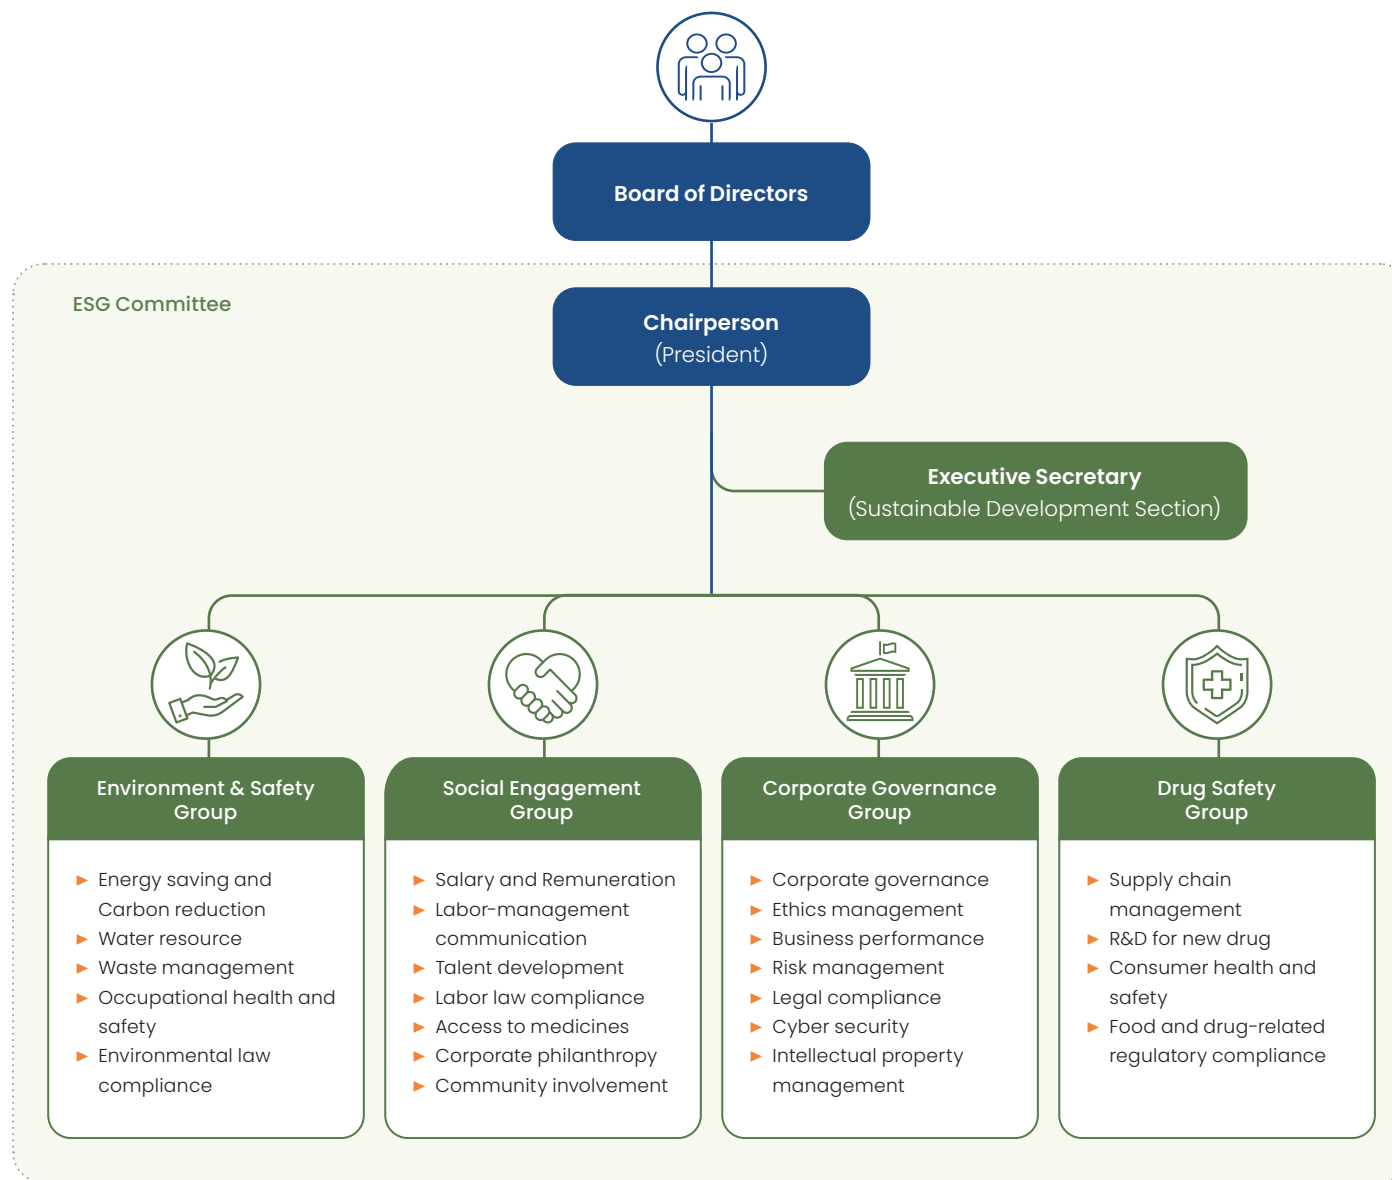 Board of Directors
ESG Committee
Chairperson
(President)
Executive Secretary
(Sustainable Development Section)
Environment & Safety
Group
Energy saving and
Carbon reduction
Water resource
Waste management
Occupational health and
safety
Environmental law
compliance
Social Engagement
Group
Salary and Remuneration
Labor-management
communication
Talent development
Labor law compliance
Access to medicines
Corporate philanthropy
Community involvement
Corporate Governance
Group
Corporate governance
Ethics management
Business performance
Risk management
Legal compliance
Cyber security
Intellectual property
management
Drug Safety
Group
Supply chain
management
R&D for new drug
Consumer health and
safety
Food and drug-related
regulatory compliance